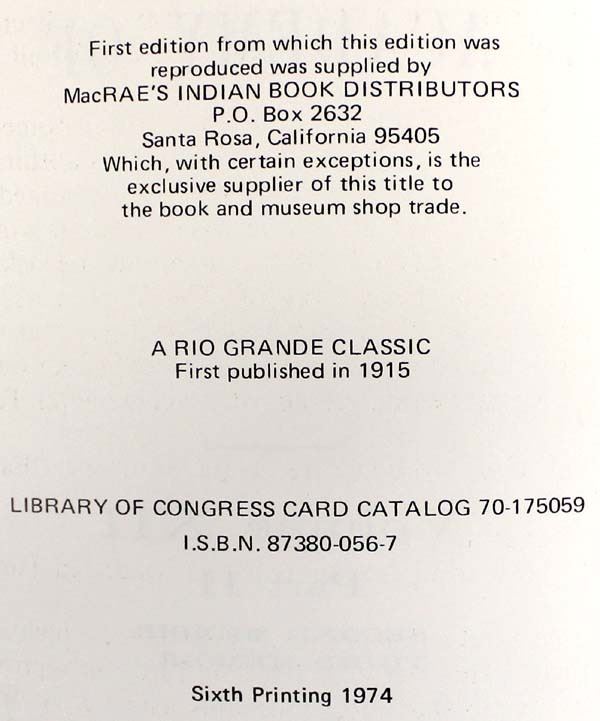 First edition from which this edition was
reproduced was supplied by
MacRAE'S INDIAN BOOK DISTRIBUTORS
P.O. Box 2632
Santa Rosa, California 95405
Which, with certain exceptions, is the
exclusive supplier of this title to
the book and museum shop trade.
A RIO GRANDE CLASSIC
First published in 1915
LIBRARY OF CONGRESS CARD CATALOG 70-175059
I.S.B.N. 87380-056-7
Sixth Printing 1974